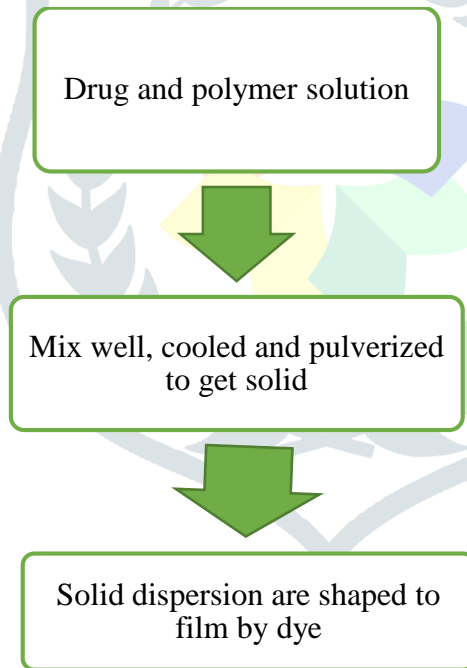 Drug and polymer solution
Mix well, cooled and pulverized
to get solid
Solid dispersion are shaped to
film by dye